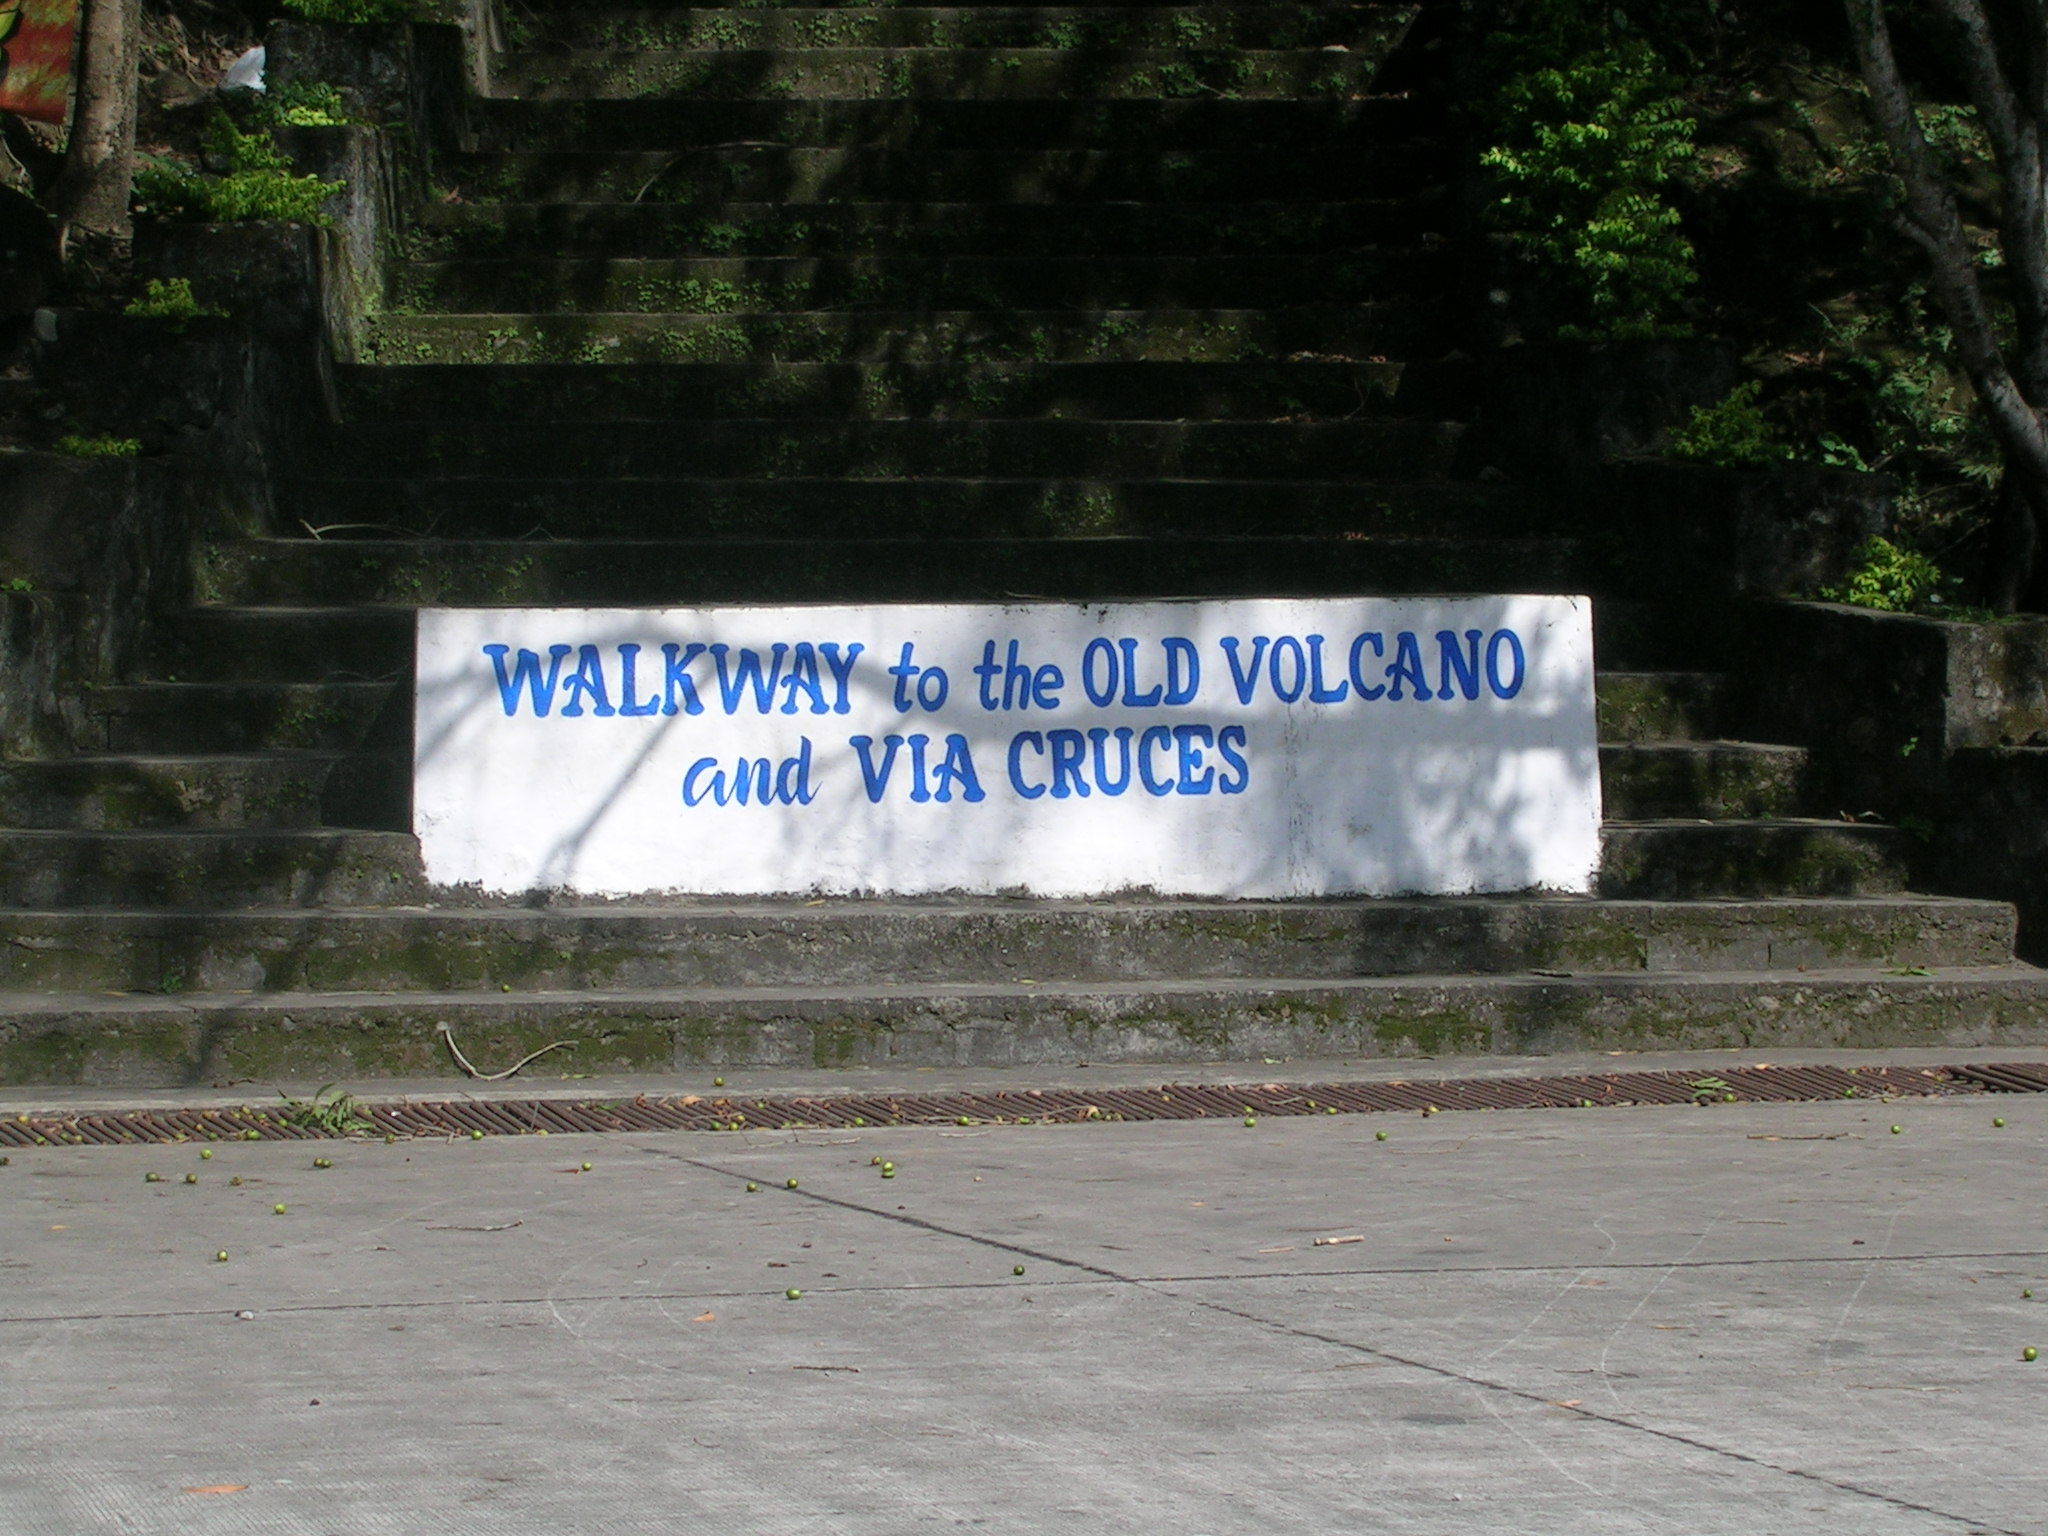 WALKWAY to the OLD VOLCANO
and VIA CRUCES